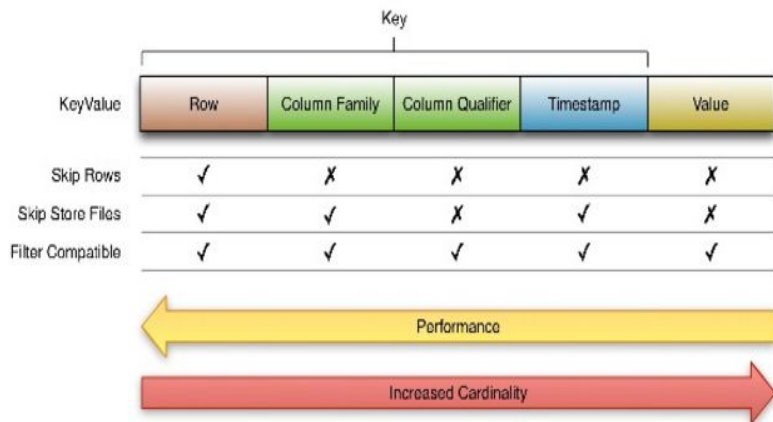 Key
KeyValue Row Column Family Column Qualifier Timestamp Value
Skip Rows ✓ ✗ ✗ ✗ ✗
Skip Store Files ✓ ✓ ✗ ✓ ✗
Filter Compatible ✓ ✓ ✓ ✓ ✓
Performance
Increased Cardinality